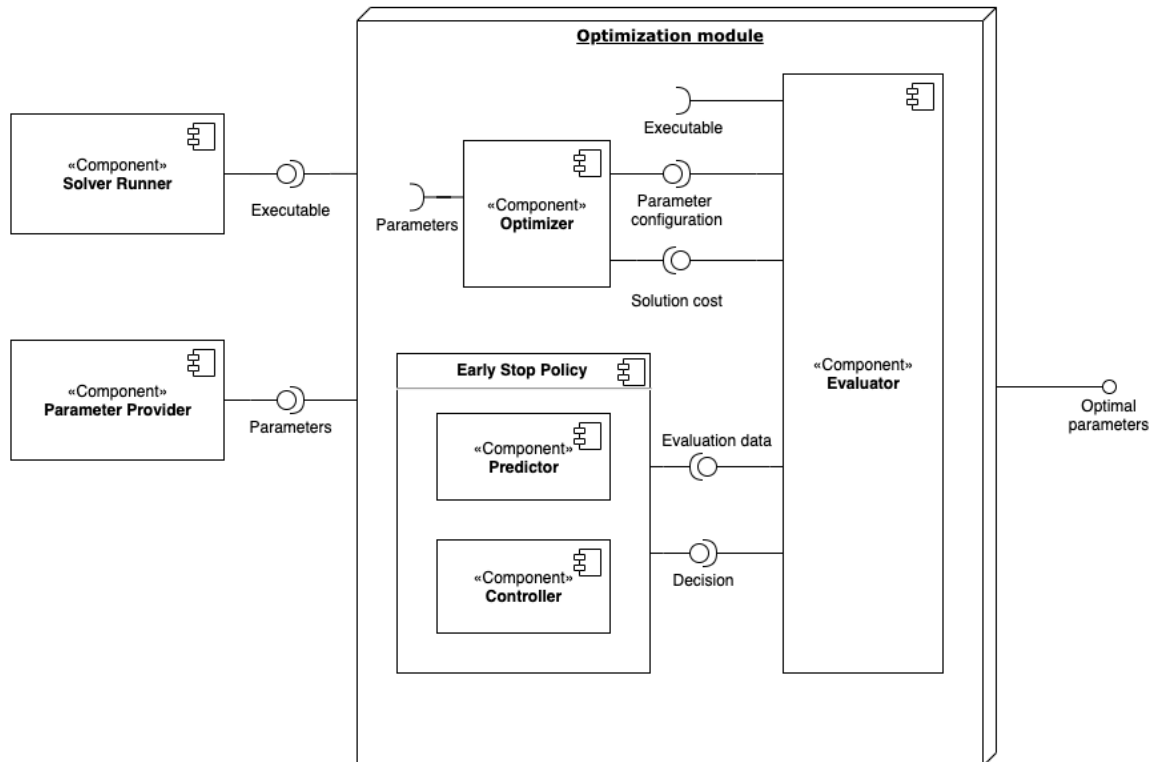 Optimization module
Executable
«Component»
Solver Runner
Executable
«Component»
Optimizer
Parameters
Parameter
configuration
Solution cost
«Component»
Parameter Provider
Parameters
Early Stop Policy
«Component»
Evaluator
Optimal
parameters
«Component»
Predictor
Evaluation data
«Component»
Controller
Decision